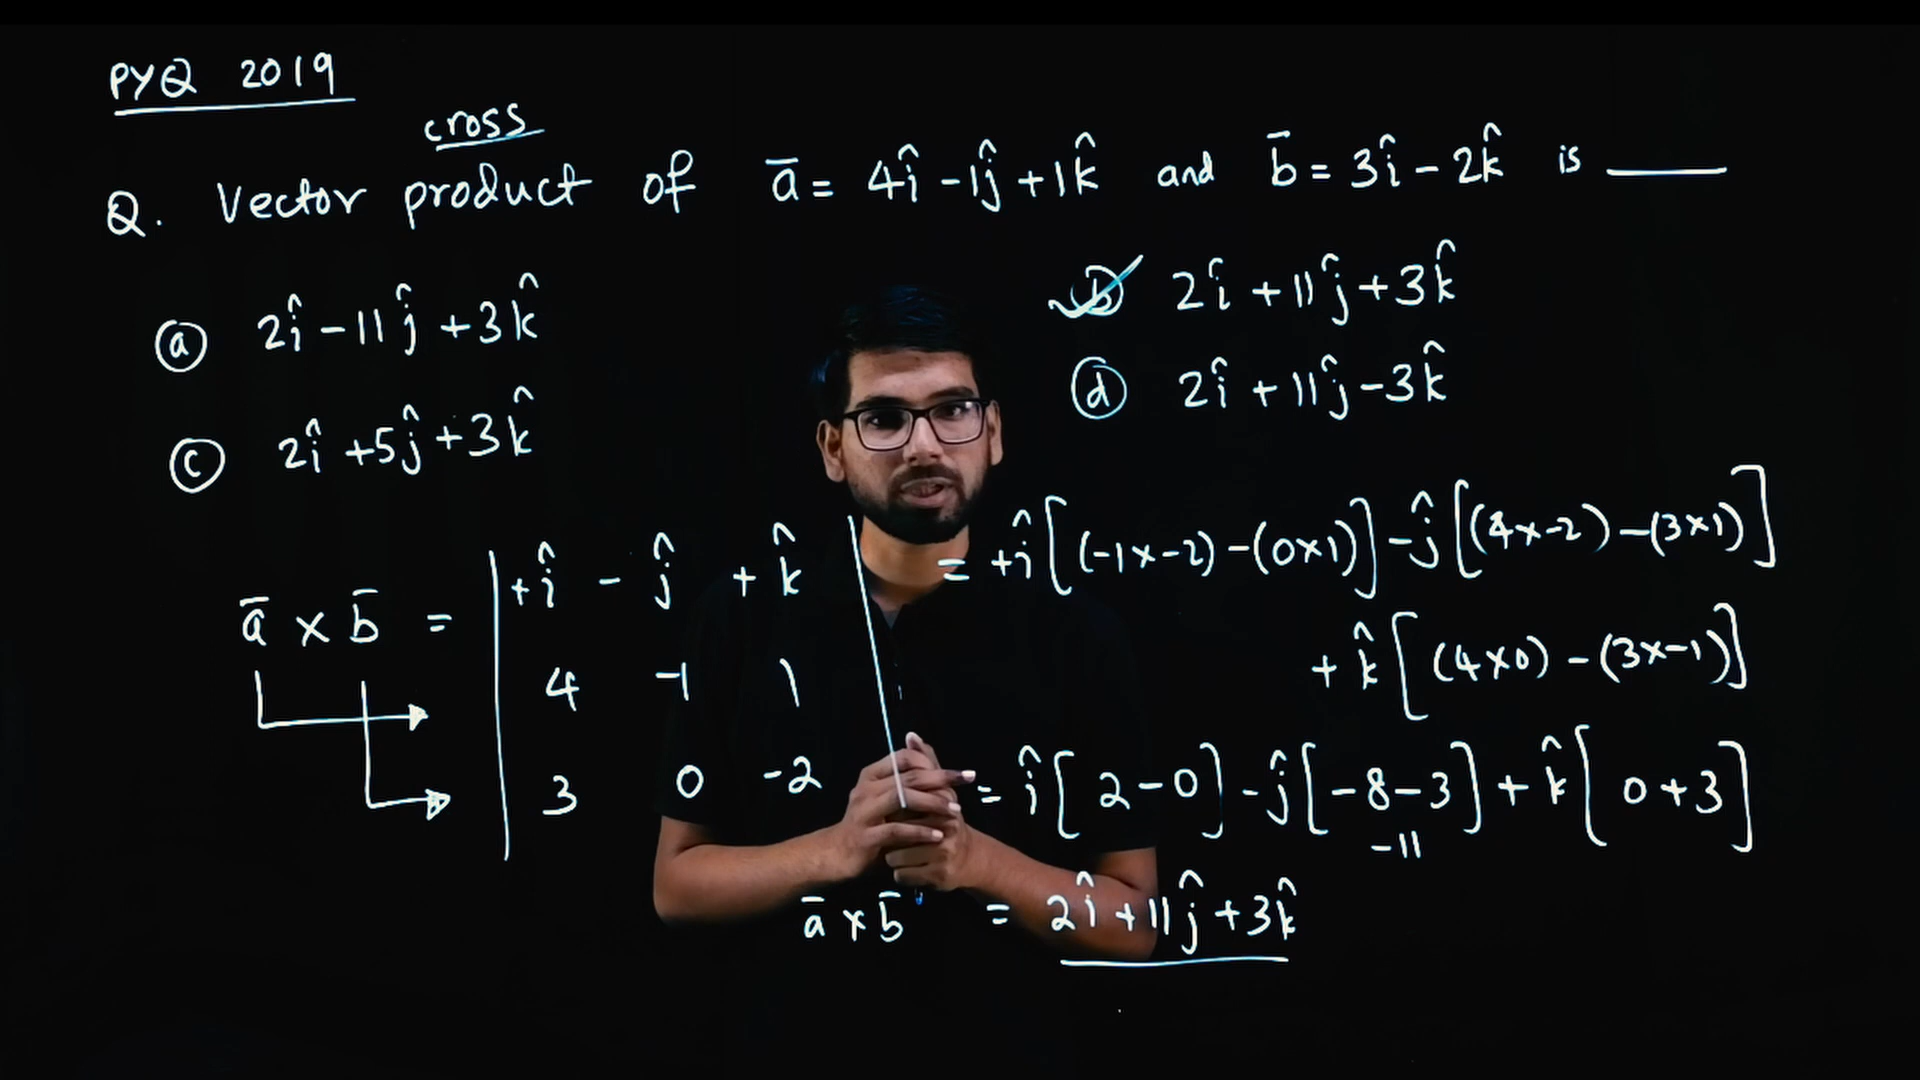 PYQ 2019
cross
Q. Vector product of a̅ = 4î - 1ĵ + 1k̂ and b̅ = 3î - 2k̂ is ____
(a) 2î - 11ĵ + 3k̂
(b) 2î + 11ĵ + 3k̂
(c) 2î + 5ĵ + 3k̂
(d) 2î + 11ĵ - 3k̂
a̅ × b̅ = | +î - ĵ + k̂ |
4 -1 1
3 0 -2
= +î [(-1×-2) - (0×1)] - ĵ [(4×-2) - (3×1)]
+ k̂ [(4×0) - (3×-1)]
= î [2-0] - ĵ [-8-3] + k̂ [0+3]
-11
a̅ × b̅ = 2î + 11ĵ + 3k̂